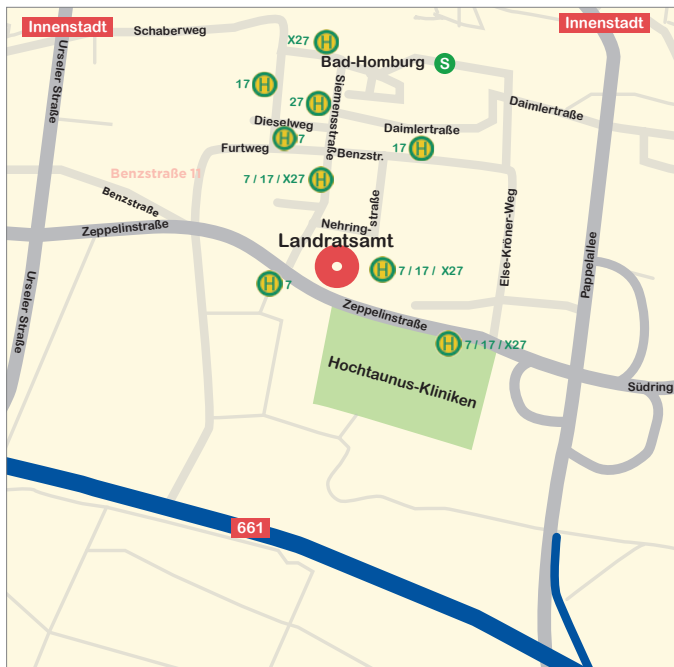 Innenstadt
Innenstadt
Schaberweg
X27
H
Urseler Straße
Bad-Homburg
S
17
H
27
H
Siemensstraße
Daimlertraße
Dieselweg
H
7
Daimlertraße
Furtweg
Benzstr.
17
H
Benzstraße 11
7 / 17 / X27
H
Benzstraße
Nehring-
straße
Else-Kröner-Weg
Pappelallee
Zeppelinstraße
Landratsamt
H
7 / 17 / X27
H
7
Urseler Straße
Zeppelinstraße
H
7 / 17 / X27
Hochtaunus-Kliniken
Südring
661